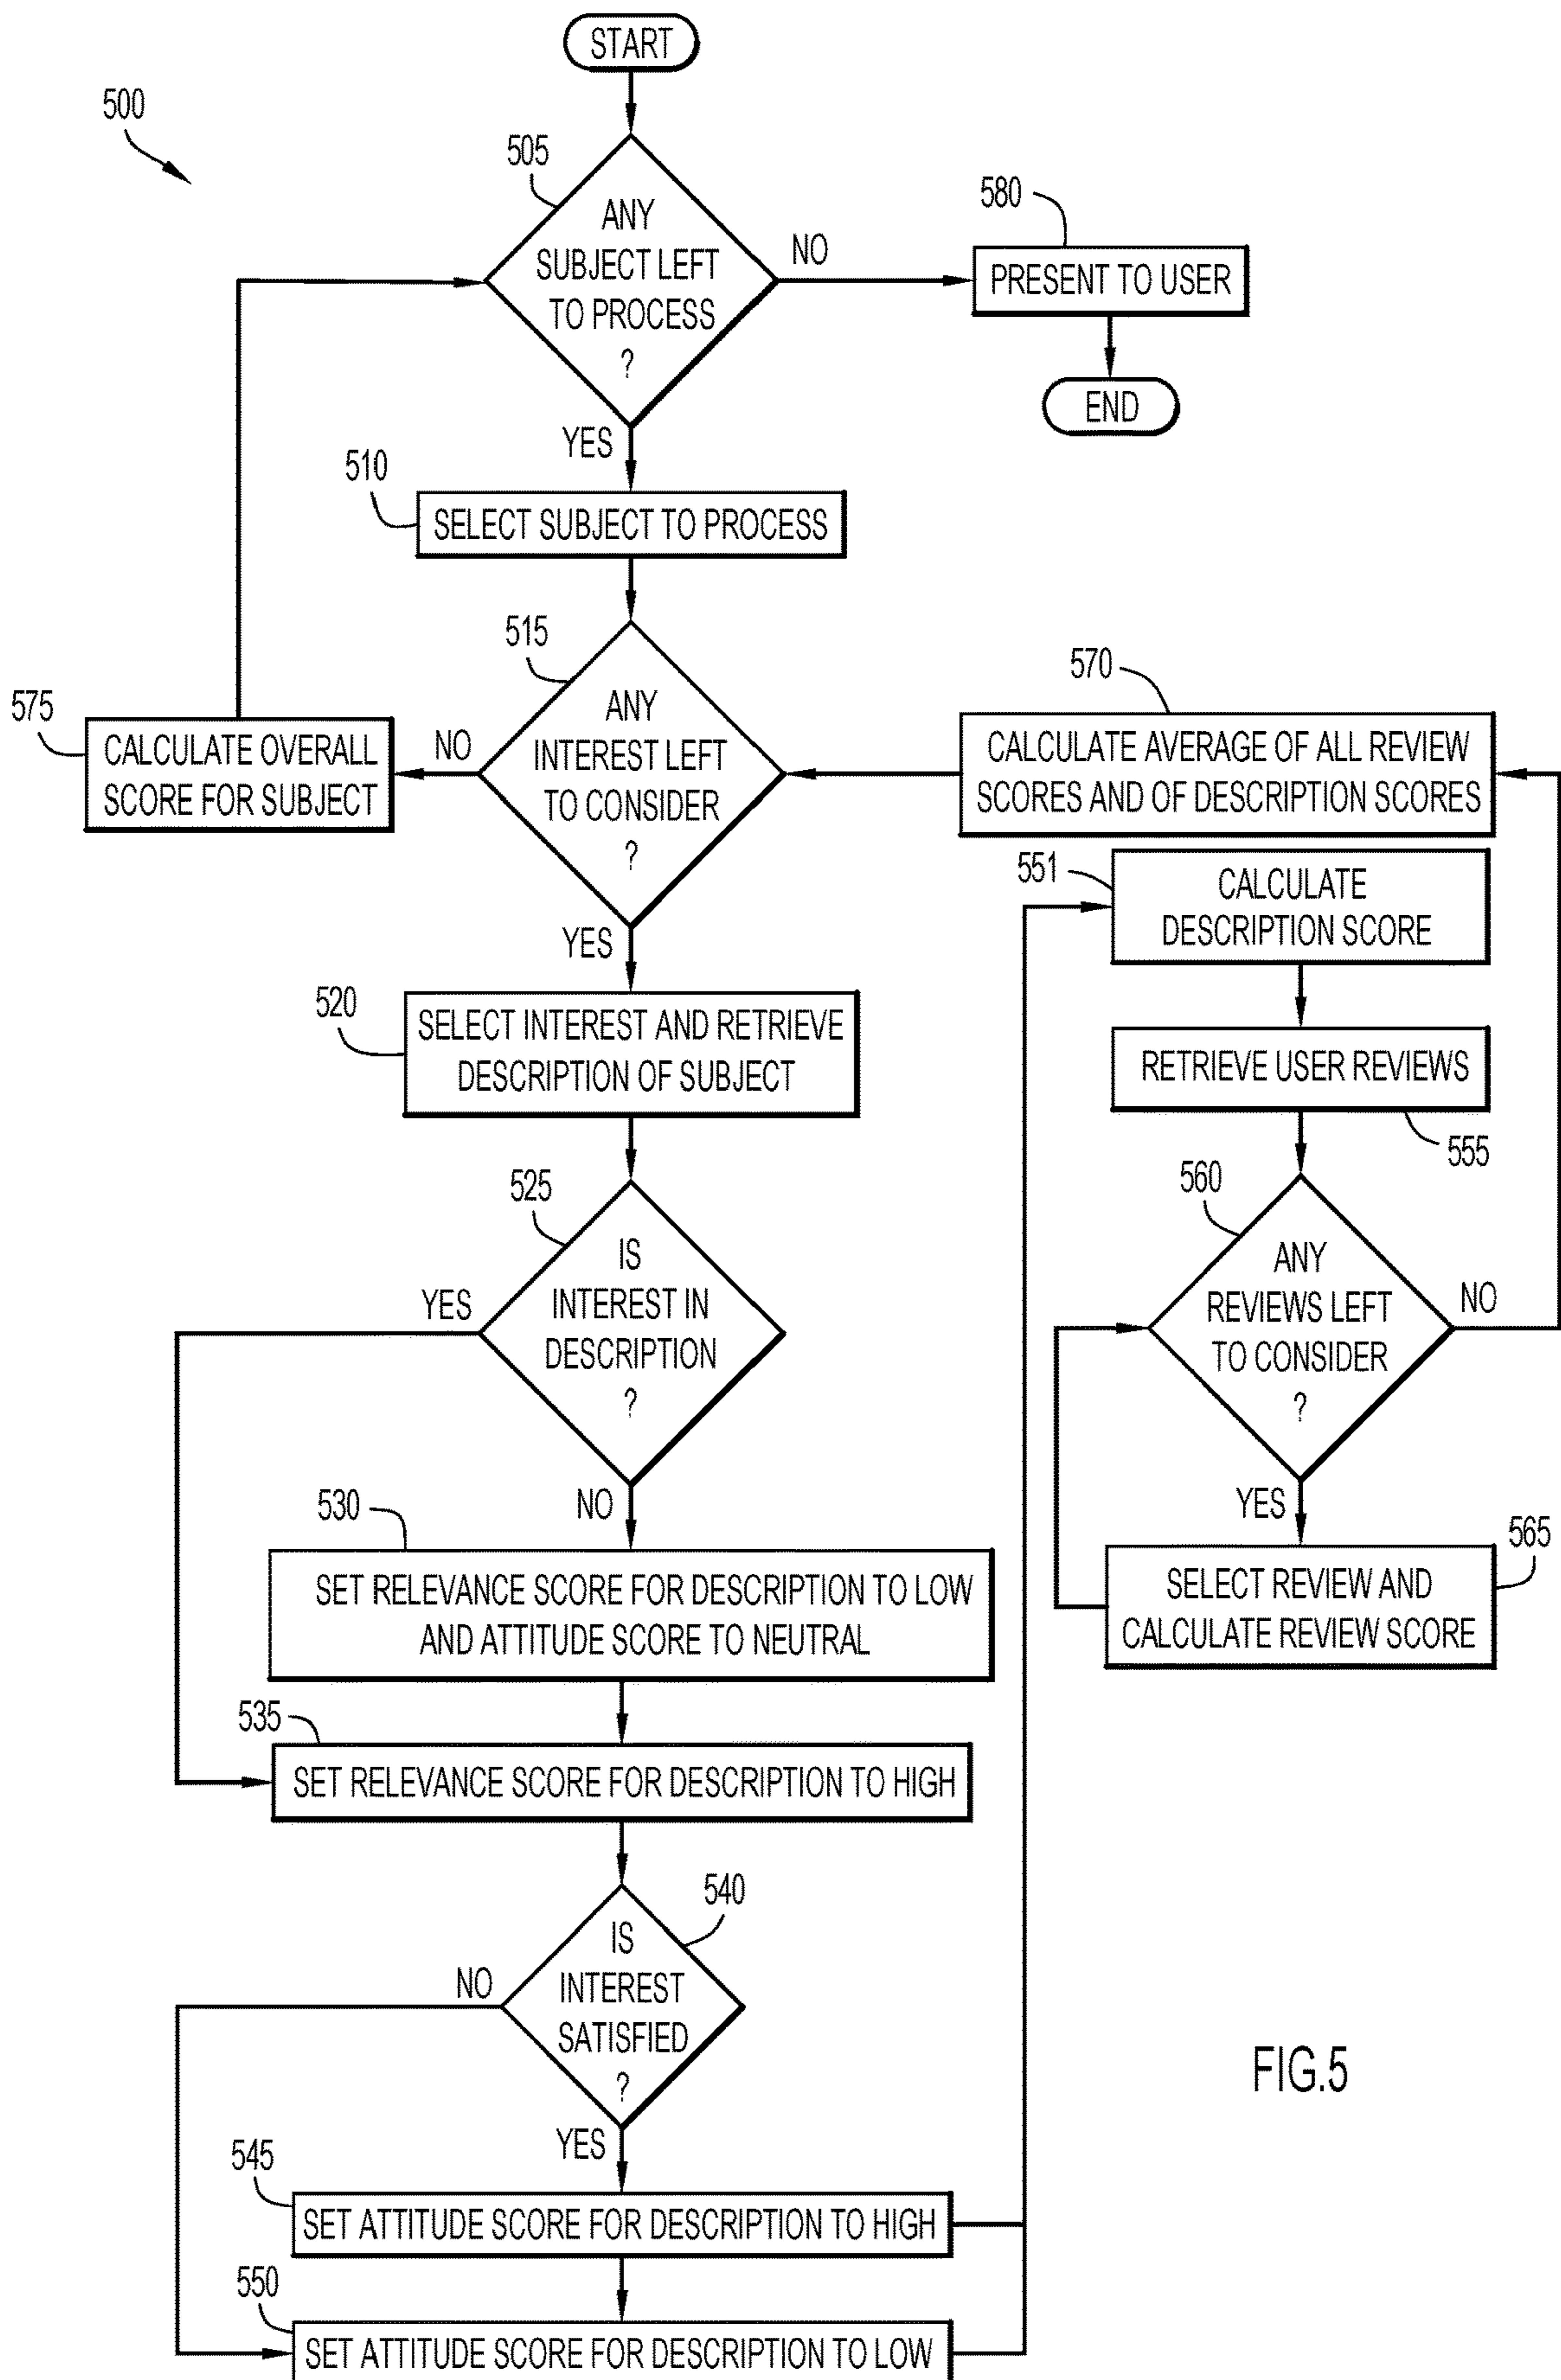 START
500
505
ANY
SUBJECT LEFT
TO PROCESS
?
NO
580
PRESENT TO USER
END
YES
510
SELECT SUBJECT TO PROCESS
515
ANY
INTEREST LEFT
TO CONSIDER
?
NO
575
CALCULATE OVERALL
SCORE FOR SUBJECT
570
CALCULATE AVERAGE OF ALL REVIEW
SCORES AND OF DESCRIPTION SCORES
YES
520
SELECT INTEREST AND RETRIEVE
DESCRIPTION OF SUBJECT
551
CALCULATE
DESCRIPTION SCORE
RETRIEVE USER REVIEWS
555
525
IS
INTEREST IN
DESCRIPTION
?
YES
NO
560
ANY
REVIEWS LEFT
TO CONSIDER
?
NO
YES
565
SELECT REVIEW AND
CALCULATE REVIEW SCORE
530
SET RELEVANCE SCORE FOR DESCRIPTION TO LOW
AND ATTITUDE SCORE TO NEUTRAL
535
SET RELEVANCE SCORE FOR DESCRIPTION TO HIGH
540
IS
INTEREST
SATISFIED
?
NO
YES
545
SET ATTITUDE SCORE FOR DESCRIPTION TO HIGH
550
SET ATTITUDE SCORE FOR DESCRIPTION TO LOW
FIG.5